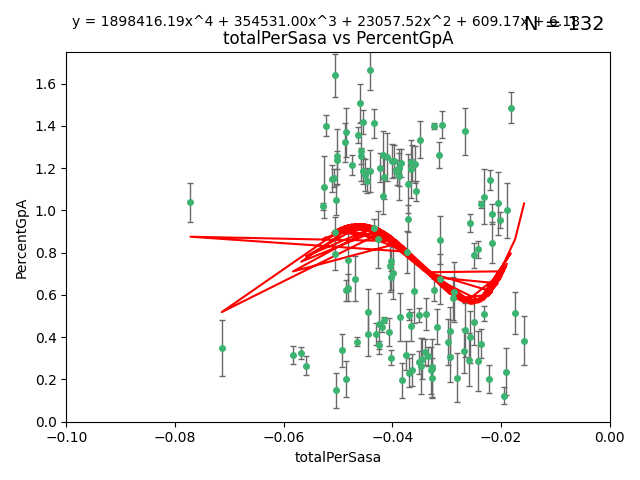 y = 1898416.19x^4 + 354531.00x^3 + 23057.52x^2 + 609.17x + 6.18
N = 132
totalPerSasa vs PercentGpA
PercentGpA
1.6
1.4
1.2
1.0
0.8
0.6
0.4
0.2
0.0
−0.10 −0.08 −0.06 −0.04 −0.02 0.00
totalPerSasa